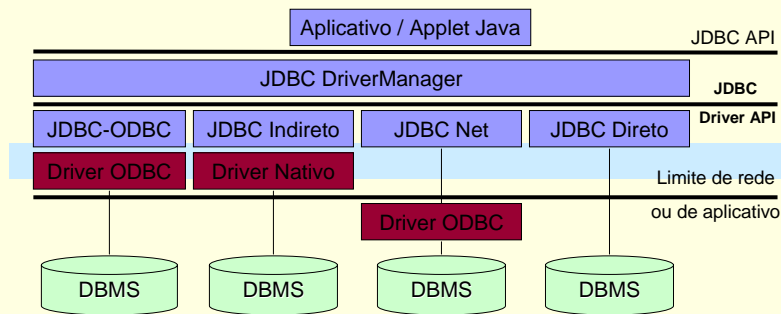 Aplicativo / Applet Java
JDBC API
JDBC DriverManager
JDBC
Driver API
JDBC-ODBC
JDBC Indireto
JDBC Net
JDBC Direto
Driver ODBC
Driver Nativo
Limite de rede
ou de aplicativo
Driver ODBC
DBMS
DBMS
DBMS
DBMS